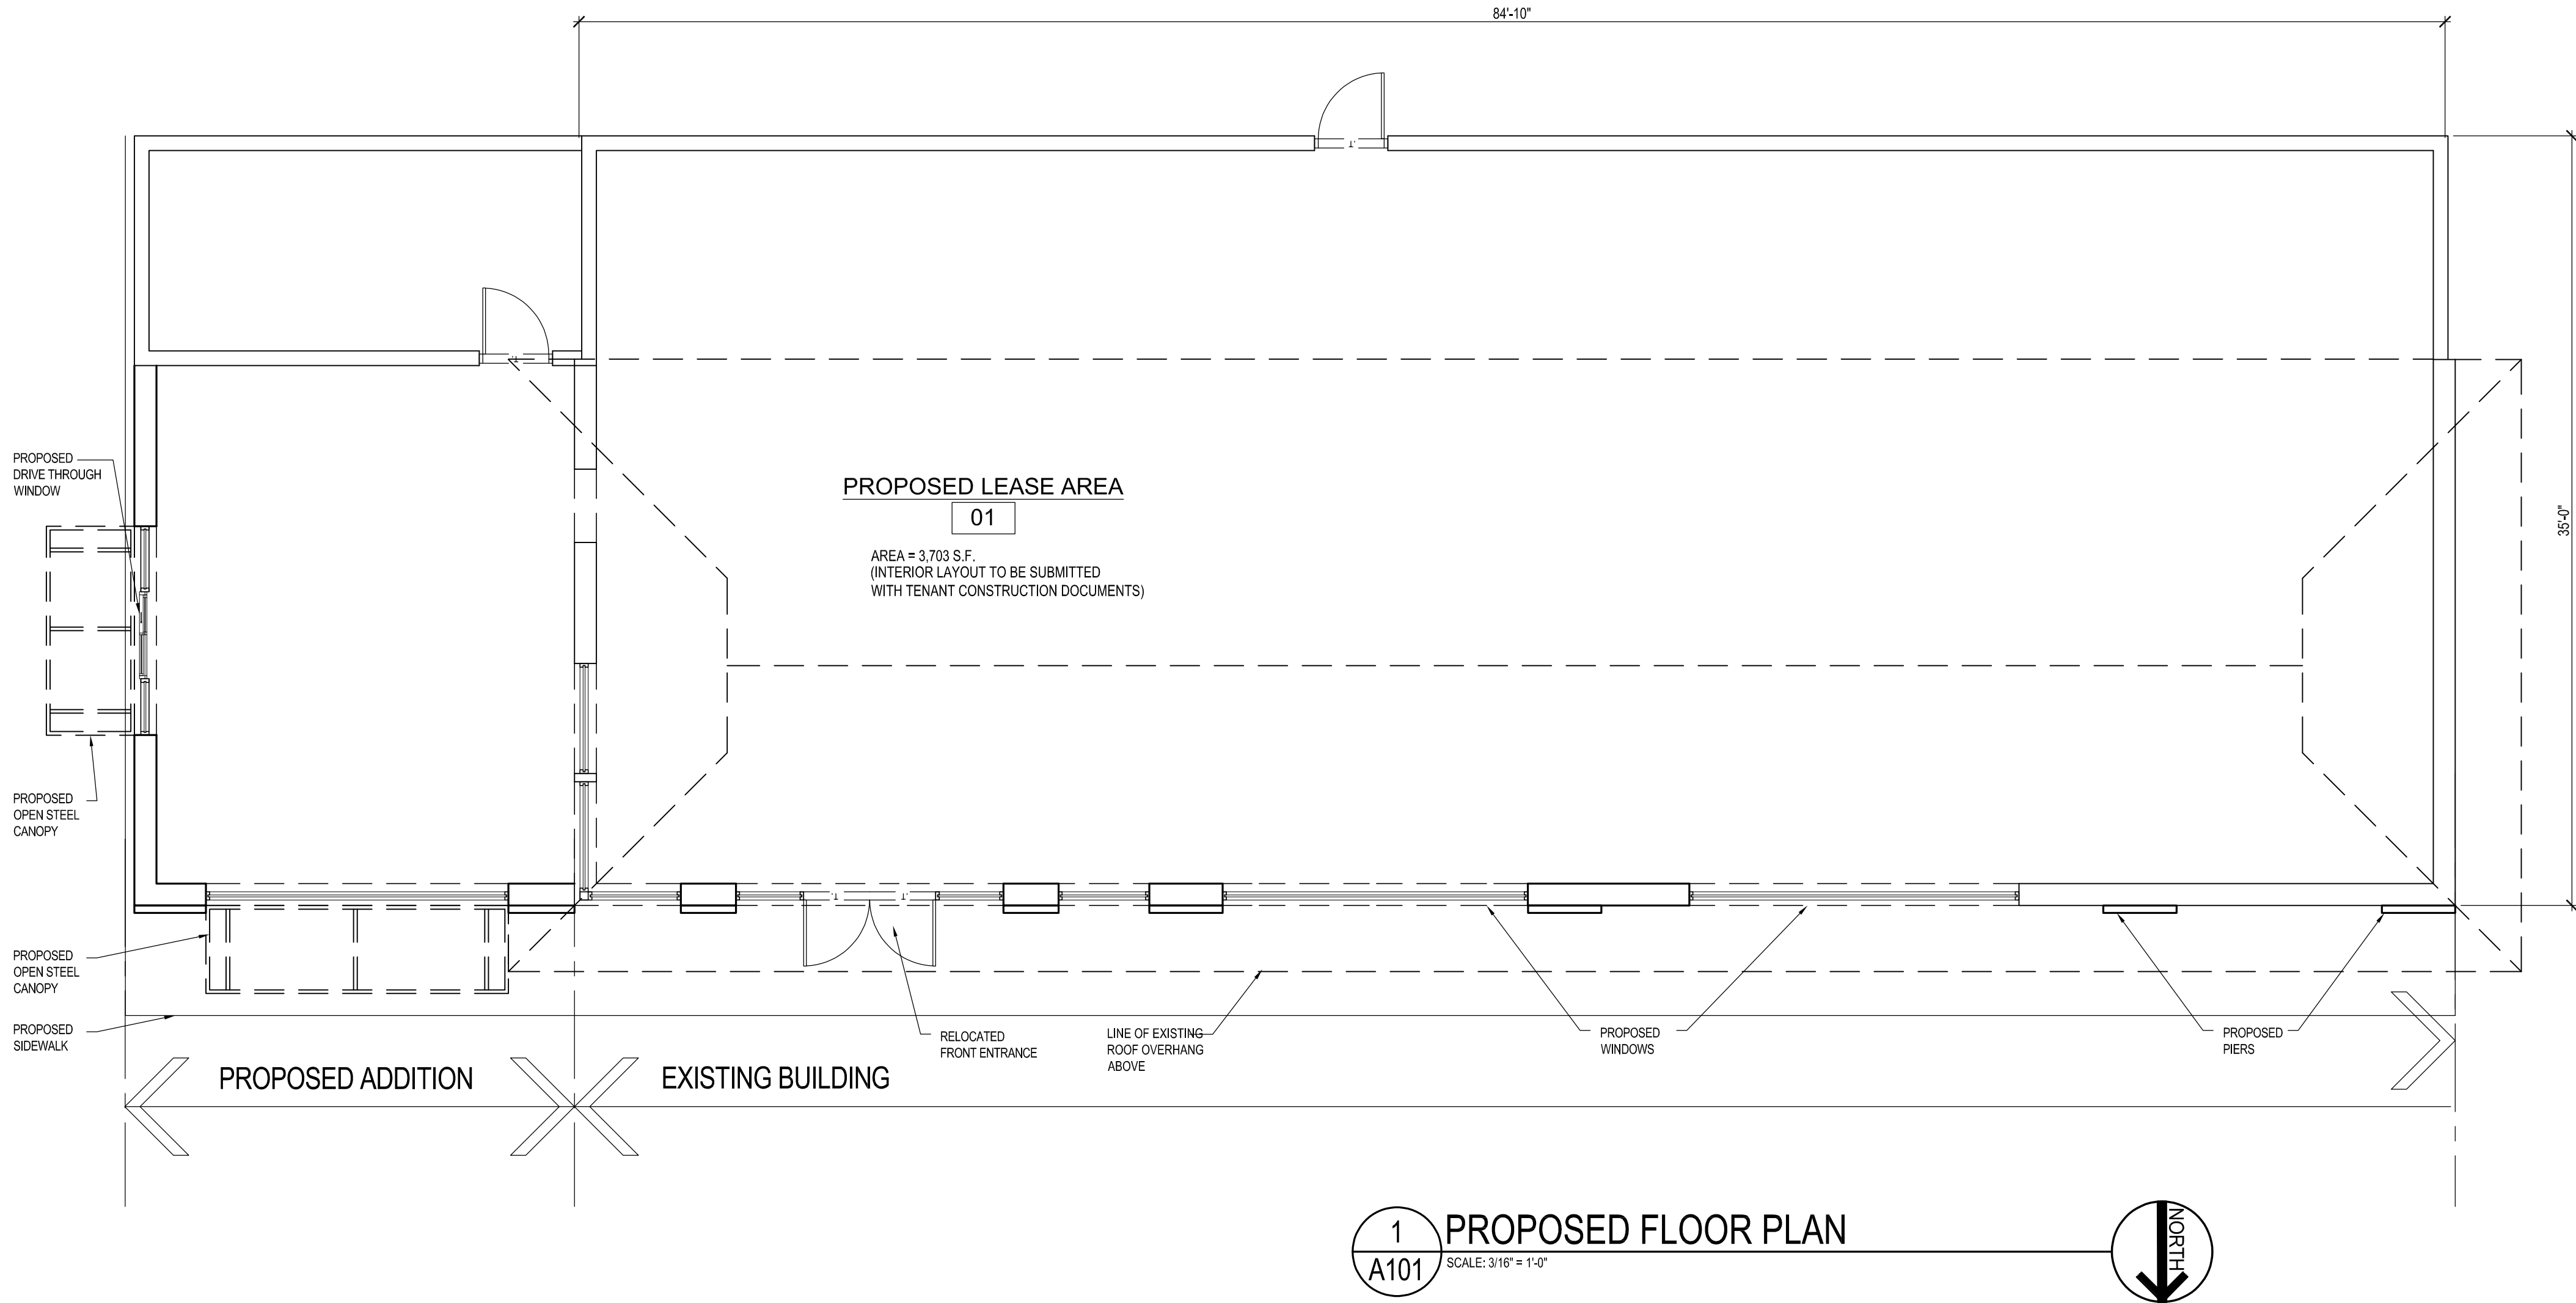 84'-10"
PROPOSED
DRIVE THROUGH
WINDOW
PROPOSED LEASE AREA
01
AREA = 3,703 S.F.
(INTERIOR LAYOUT TO BE SUBMITTED
WITH TENANT CONSTRUCTION DOCUMENTS)
35'-0"
PROPOSED
OPEN STEEL
CANOPY
PROPOSED
OPEN STEEL
CANOPY
PROPOSED
SIDEWALK
RELOCATED
FRONT ENTRANCE
LINE OF EXISTING
ROOF OVERHANG
ABOVE
PROPOSED
WINDOWS
PROPOSED
PIERS
PROPOSED ADDITION
EXISTING BUILDING
1
A101
PROPOSED FLOOR PLAN
SCALE: 3/16" = 1'-0"
NORTH